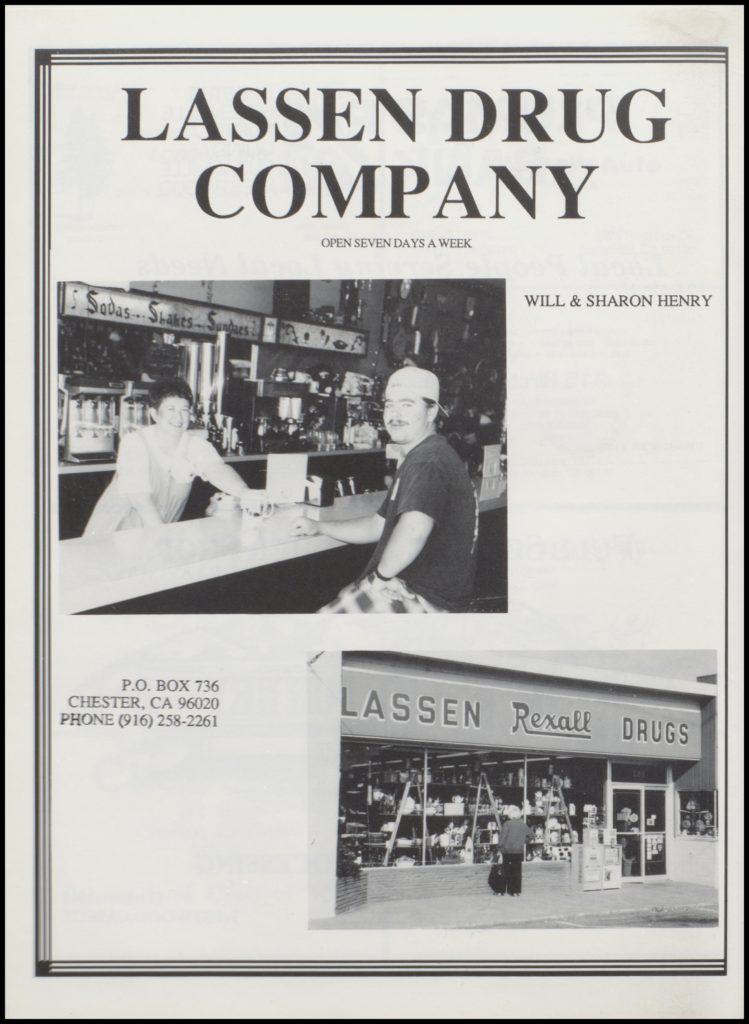 LASSEN DRUG
COMPANY
OPEN SEVEN DAYS A WEEK
WILL & SHARON HENRY
Sodas... Shakes... Sundaes
P.O. BOX 736
CHESTER, CA 96020
PHONE (916) 258-2261
LASSEN Rexall DRUGS